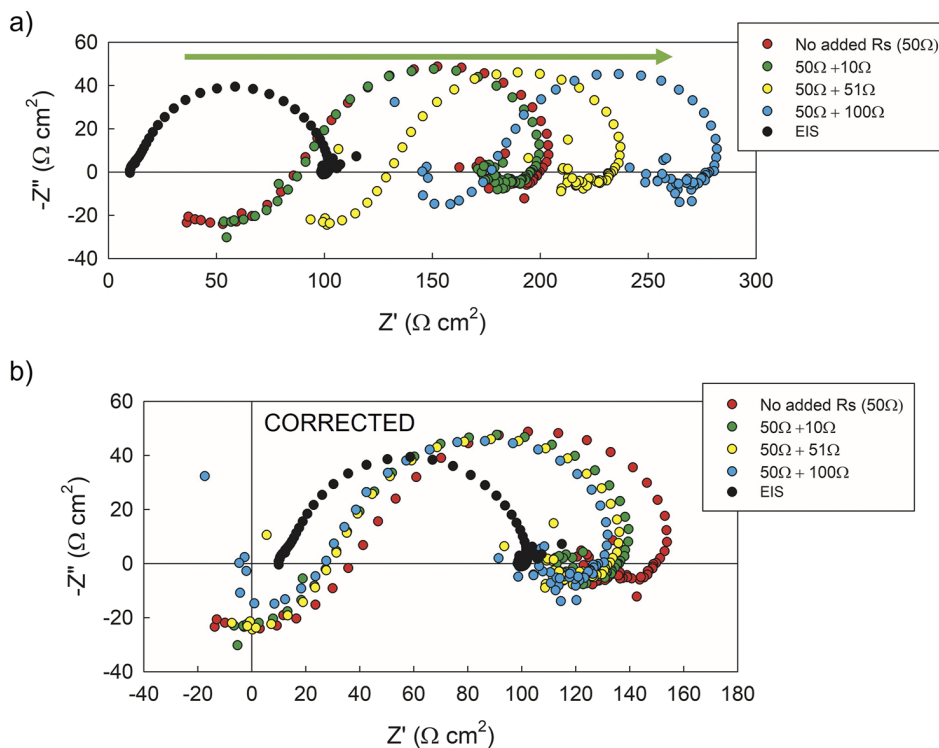 a)
60
40
20
0
-20
-40
-Z" (Ω cm²)
0 50 100 150 200 250 300
Z' (Ω cm²)
No added Rs (50Ω)
50Ω +10Ω
50Ω + 51Ω
50Ω + 100Ω
EIS
b)
CORRECTED
60
40
20
0
-20
-40
-Z" (Ω cm²)
-40 -20 0 20 40 60 80 100 120 140 160 180
Z' (Ω cm²)
No added Rs (50Ω)
50Ω +10Ω
50Ω + 51Ω
50Ω + 100Ω
EIS